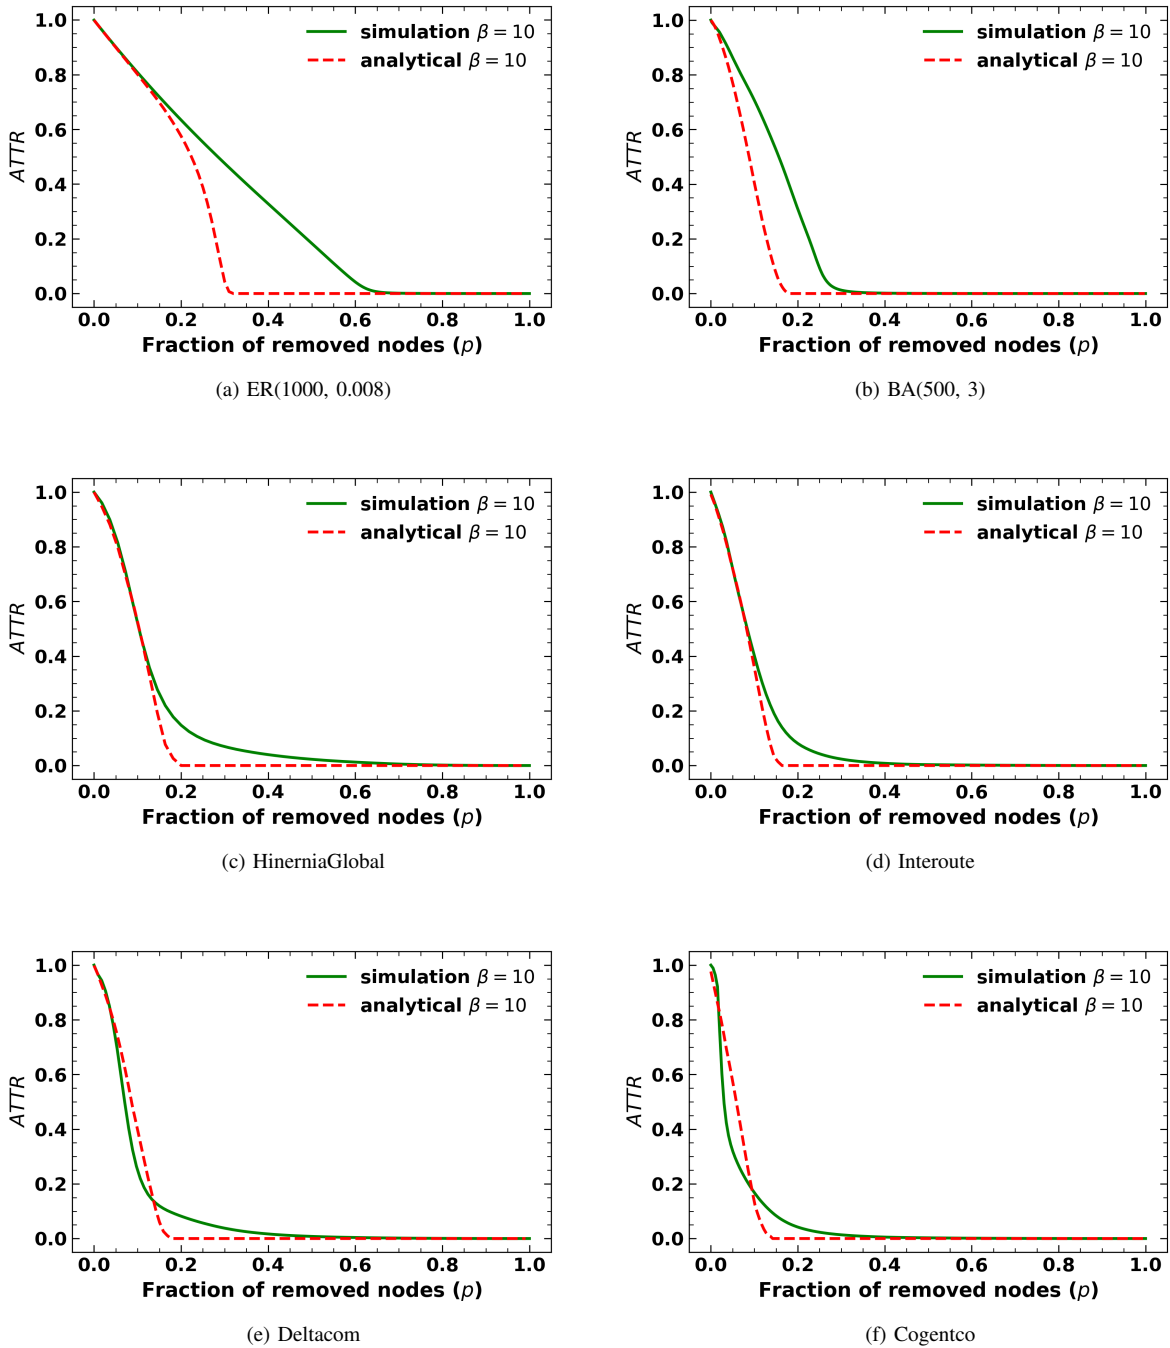 simulation β = 10
analytical β = 10
1.0
0.8
0.6
0.4
0.2
0.0
ATTR
0.0 0.2 0.4 0.6 0.8 1.0
Fraction of removed nodes (p)
(a) ER(1000, 0.008)
simulation β = 10
analytical β = 10
1.0
0.8
0.6
0.4
0.2
0.0
ATTR
0.0 0.2 0.4 0.6 0.8 1.0
Fraction of removed nodes (p)
(b) BA(500, 3)
simulation β = 10
analytical β = 10
1.0
0.8
0.6
0.4
0.2
0.0
ATTR
0.0 0.2 0.4 0.6 0.8 1.0
Fraction of removed nodes (p)
(c) HinerniaGlobal
simulation β = 10
analytical β = 10
1.0
0.8
0.6
0.4
0.2
0.0
ATTR
0.0 0.2 0.4 0.6 0.8 1.0
Fraction of removed nodes (p)
(d) Interoute
simulation β = 10
analytical β = 10
1.0
0.8
0.6
0.4
0.2
0.0
ATTR
0.0 0.2 0.4 0.6 0.8 1.0
Fraction of removed nodes (p)
(e) Deltacom
simulation β = 10
analytical β = 10
1.0
0.8
0.6
0.4
0.2
0.0
ATTR
0.0 0.2 0.4 0.6 0.8 1.0
Fraction of removed nodes (p)
(f) Cogentco